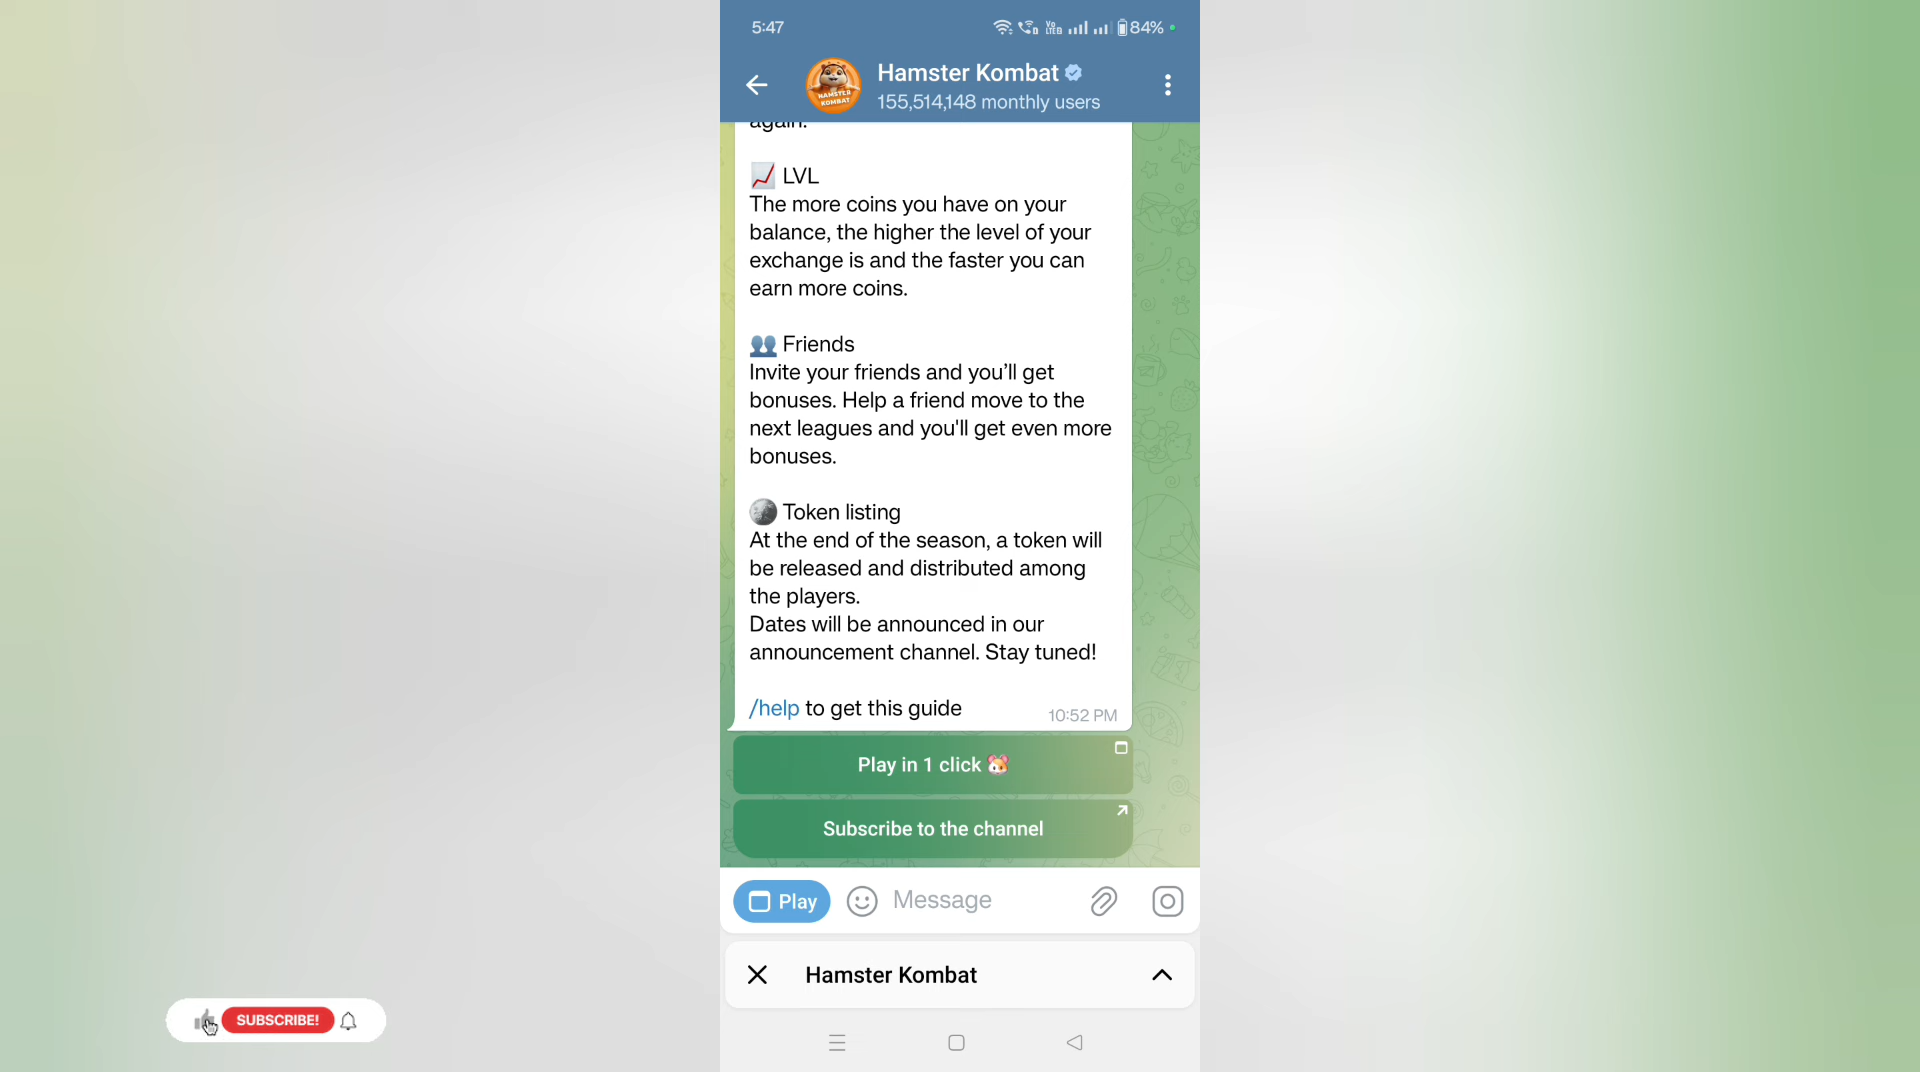 5:47
84%
Hamster Kombat
155,514,148 monthly users
HAMSTER
KOMBAT
again.
LVL
The more coins you have on your
balance, the higher the level of your
exchange is and the faster you can
earn more coins.
Friends
Invite your friends and you’ll get
bonuses. Help a friend move to the
next leagues and you'll get even more
bonuses.
Token listing
At the end of the season, a token will
be released and distributed among
the players.
Dates will be announced in our
announcement channel. Stay tuned!
/help to get this guide
10:52 PM
Play in 1 click
Subscribe to the channel
Play
Message
Hamster Kombat
SUBSCRIBE!